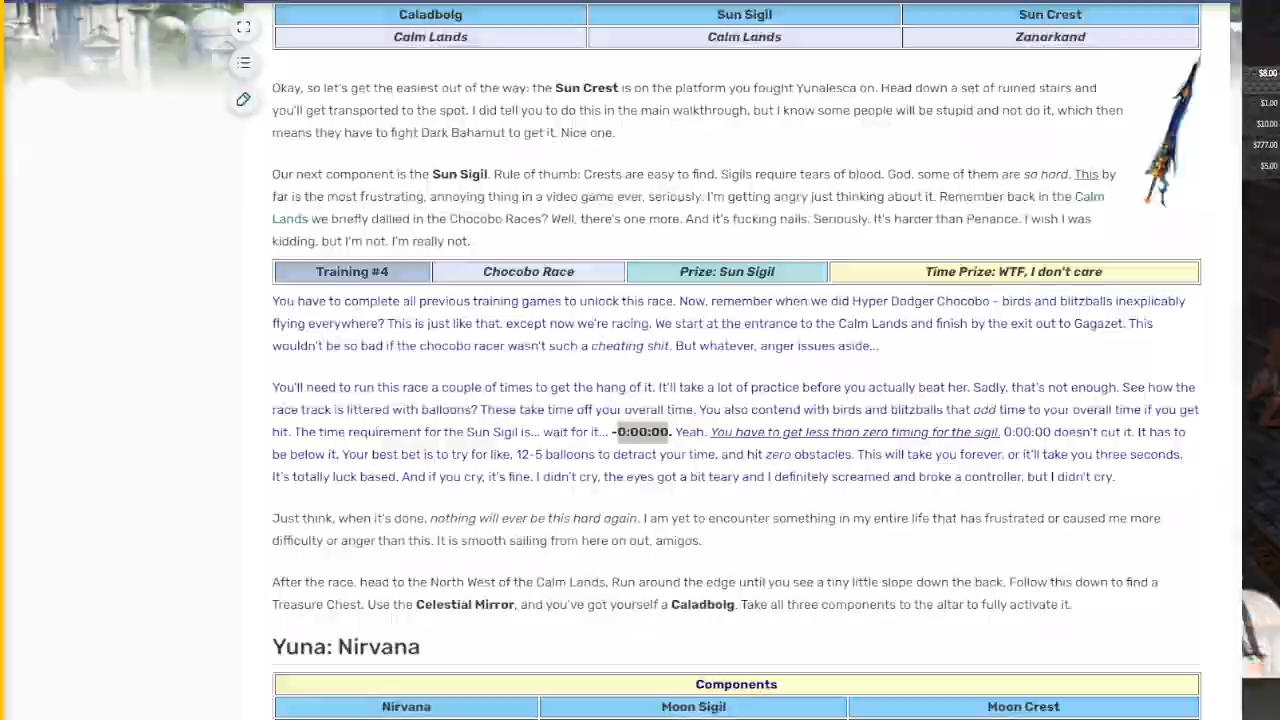 Caladbolg Sun Sigil Sun Crest
Calm Lands Calm Lands Zanarkand
Okay, so let's get the easiest out of the way: the Sun Crest is on the platform you fought Yunalesca on. Head down a set of ruined stairs and
you'll get transported to the spot. I did tell you to do this in the main walkthrough, but I know some people will be stupid and not do it, which then
means they have to fight Dark Bahamut to get it. Nice one.
Our next component is the Sun Sigil. Rule of thumb: Crests are easy to find. Sigils require tears of blood. God, some of them are so hard. This by
far is the most frustrating, annoying thing in a video game ever, seriously. I'm getting angry just thinking about it. Remember back in the Calm
Lands we briefly dallied in the Chocobo Races? Well, there's one more. And it's fucking nails. Seriously. It's harder than Penance. I wish I was
kidding, but I'm not. I'm really not.
Training #4 Chocobo Race Prize: Sun Sigil Time Prize: WTF, I don't care
You have to complete all previous training games to unlock this race. Now, remember when we did Hyper Dodger Chocobo - birds and blitzballs inexplicably
flying everywhere? This is just like that, except now we're racing. We start at the entrance to the Calm Lands and finish by the exit out to Gagazet. This
wouldn't be so bad if the chocobo racer wasn't such a cheating shit. But whatever, anger issues aside...
You'll need to run this race a couple of times to get the hang of it. It'll take a lot of practice before you actually beat her. Sadly, that's not enough. See how the
race track is littered with balloons? These take time off your overall time. You also contend with birds and blitzballs that add time to your overall time if you get
hit. The time requirement for the Sun Sigil is... wait for it... -0:00:00. Yeah. You have to get less than zero timing for the sigil. 0:00:00 doesn't cut it. It has to
be below it. Your best bet is to try for like, 12-5 balloons to detract your time, and hit zero obstacles. This will take you forever, or it'll take you three seconds.
It's totally luck based. And if you cry, it's fine. I didn't cry, the eyes got a bit teary and I definitely screamed and broke a controller, but I didn't cry.
Just think, when it's done, nothing will ever be this hard again. I am yet to encounter something in my entire life that has frustrated or caused me more
difficulty or anger than this. It is smooth sailing from here on out, amigos.
After the race, head to the North West of the Calm Lands. Run around the edge until you see a tiny little slope down the back. Follow this down to find a
Treasure Chest. Use the Celestial Mirror, and you've got yourself a Caladbolg. Take all three components to the altar to fully activate it.
Yuna: Nirvana
Components
Nirvana Moon Sigil Moon Crest
$8.00
$1.00
$10.00
$777.00
$5.00